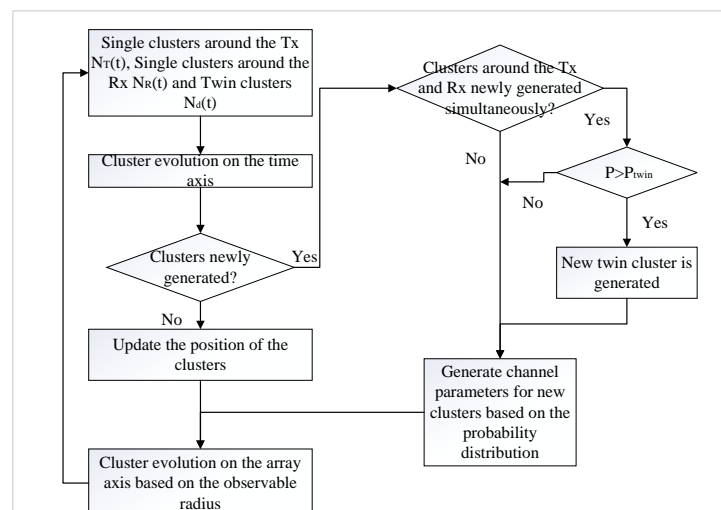 Single clusters around the Tx
NT(t), Single clusters around the
Rx NR(t) and Twin clusters
Nd(t)
Cluster evolution on the time
axis
Clusters newly
generated?
Yes
No
Update the position of the
clusters
Cluster evolution on the array
axis based on the observable
radius
Clusters around the Tx
and Rx newly generated
simultaneously?
Yes
No
P>Ptwin
No
Yes
New twin cluster is
generated
Generate channel
parameters for new
clusters based on the
probability
distribution